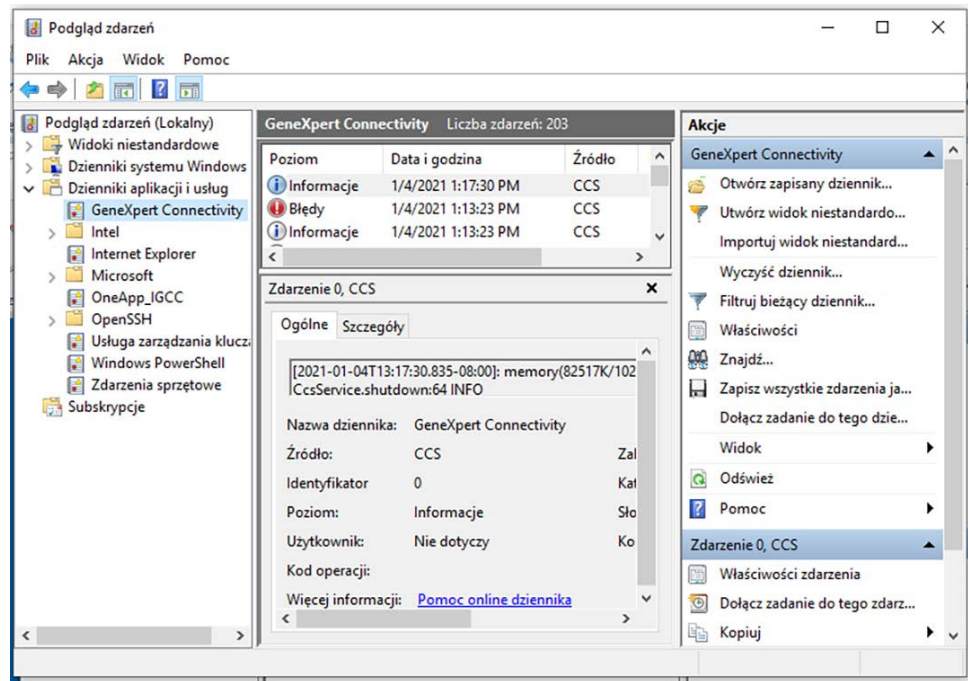 Podgląd zdarzeń
Plik Akcja Widok Pomoc
Podgląd zdarzeń (Lokalny)
Widoki niestandardowe
Dzienniki systemu Windows
Dzienniki aplikacji i usług
GeneXpert Connectivity
Intel
Internet Explorer
Microsoft
OneApp_IGCC
OpenSSH
Usługa zarządzania klucza
Windows PowerShell
Zdarzenia sprzętowe
Subskrypcje
GeneXpert Connectivity Liczba zdarzeń: 203
Poziom Data i godzina Źródło
Informacje 1/4/2021 1:17:30 PM CCS
Błędy 1/4/2021 1:13:23 PM CCS
Informacje 1/4/2021 1:13:23 PM CCS
Zdarzenie 0, CCS
Ogólne Szczegóły
[2021-01-04T13:17:30.835-08:00]: memory(82517K/102
CcsService.shutdown:64 INFO
Nazwa dziennika: GeneXpert Connectivity
Źródło: CCS Zal
Identyfikator 0 Kat
Poziom: Informacje Sło
Użytkownik: Nie dotyczy Ko
Kod operacji:
Więcej informacji: Pomoc online dziennika
Akcje
GeneXpert Connectivity
Otwórz zapisany dziennik...
Utwórz widok niestandardo...
Importuj widok niestandard...
Wyczyść dziennik...
Filtruj bieżący dziennik...
Właściwości
Znajdź...
Zapisz wszystkie zdarzenia ja...
Dołącz zadanie do tego dzie...
Widok
Odśwież
Pomoc
Zdarzenie 0, CCS
Właściwości zdarzenia
Dołącz zadanie do tego zdarz...
Kopiuj